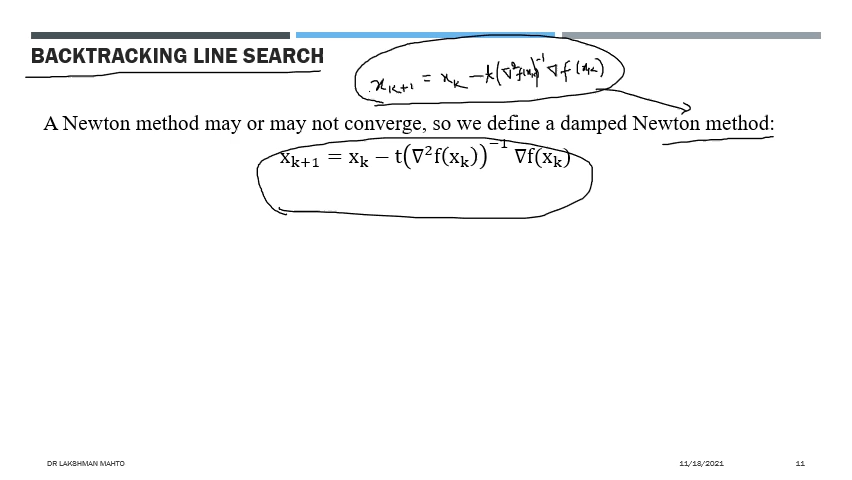 BACKTRACKING LINE SEARCH
x_{k+1} = x_k - t(∇²f(x_k))⁻¹ ∇f(x_k)
A Newton method may or may not converge, so we define a damped Newton method:
x_{k+1} = x_k − t(∇²f(x_k))⁻¹ ∇f(x_k)
DR LAKSHMAN MAHTO 11/18/2021 11